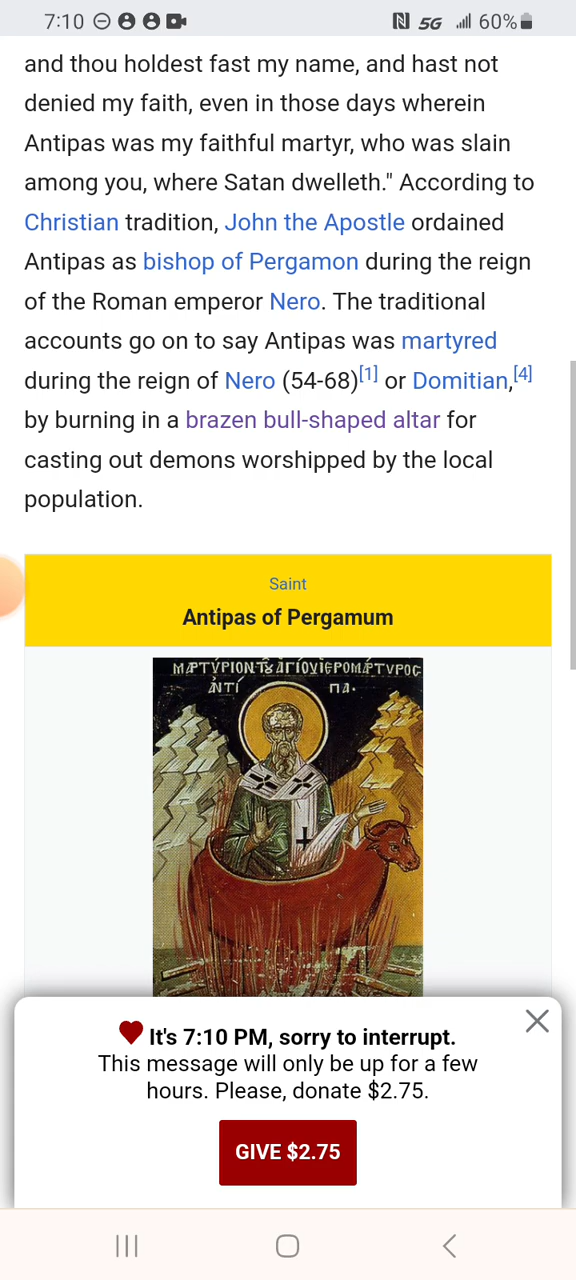 7:10
5G
60%
and thou holdest fast my name, and hast not
denied my faith, even in those days wherein
Antipas was my faithful martyr, who was slain
among you, where Satan dwelleth." According to
Christian tradition, John the Apostle ordained
Antipas as bishop of Pergamon during the reign
of the Roman emperor Nero. The traditional
accounts go on to say Antipas was martyred
during the reign of Nero (54-68)[1] or Domitian,[4]
by burning in a brazen bull-shaped altar for
casting out demons worshipped by the local
population.
Saint
Antipas of Pergamum
ΑΝΤΙ ΠΑ.
It's 7:10 PM, sorry to interrupt.
This message will only be up for a few
hours. Please, donate $2.75.
GIVE $2.75